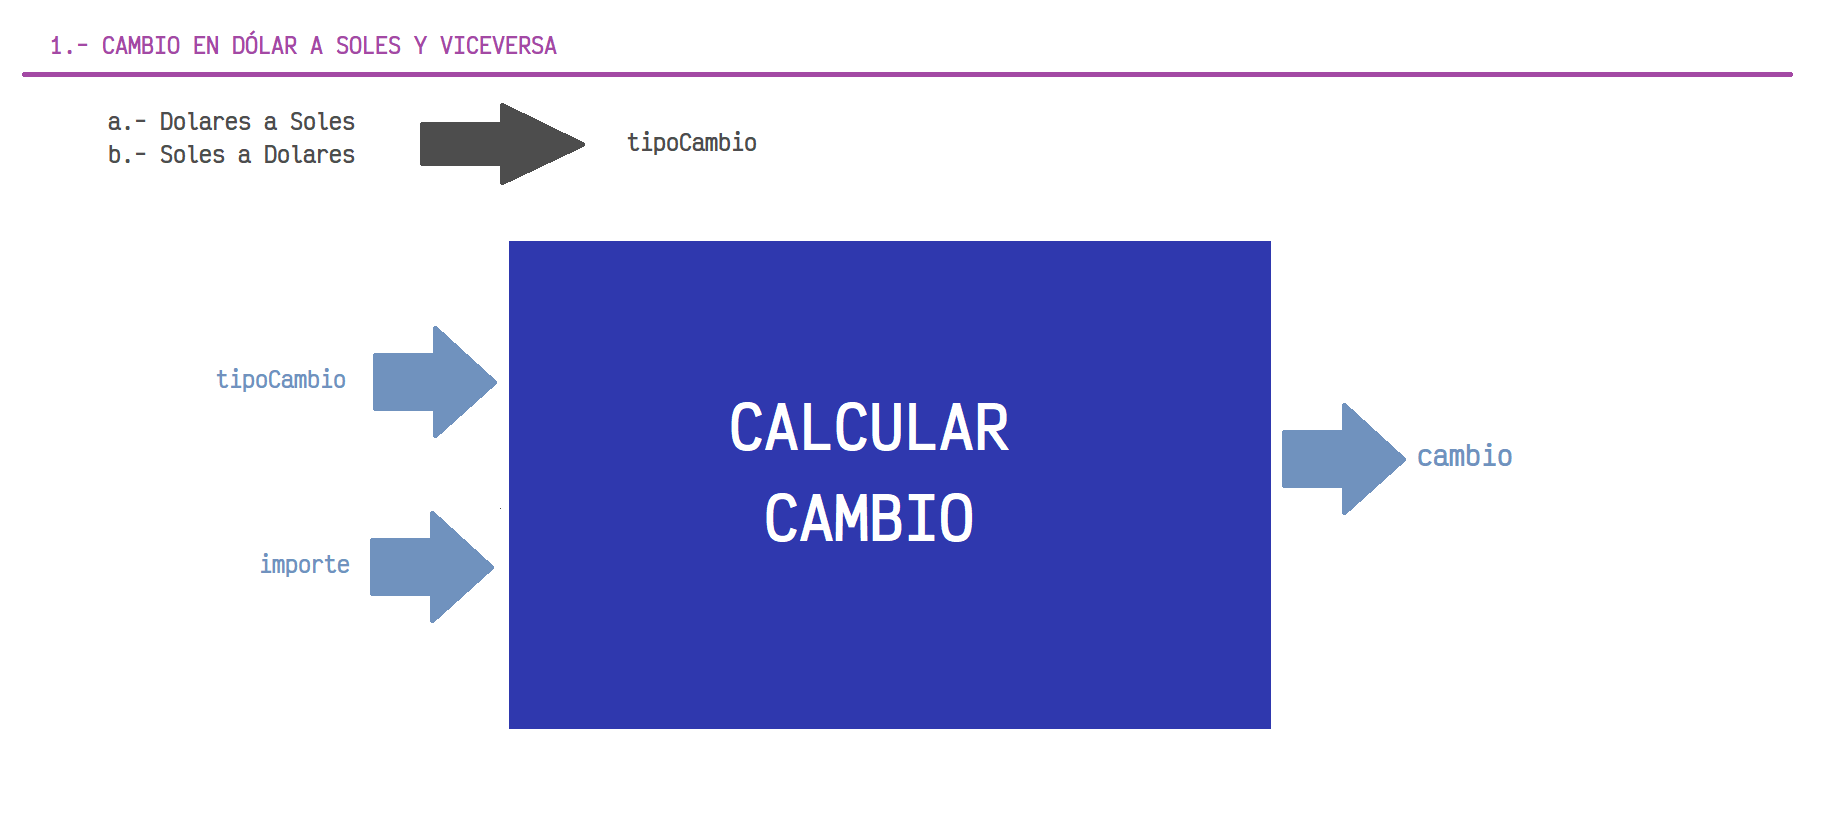 1.- CAMBIO EN DÓLAR A SOLES Y VICEVERSA
a.- Dolares a Soles
b.- Soles a Dolares
tipoCambio
tipoCambio
importe
CALCULAR
CAMBIO
cambio